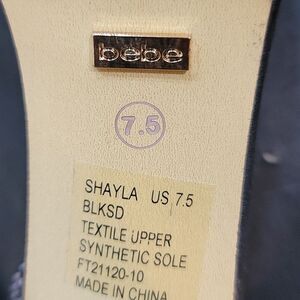 bebe
7.5
SHAYLA US 7.5
BLKSD
TEXTILE UPPER
SYNTHETIC SOLE
FT21120-10
MADE IN CHINA